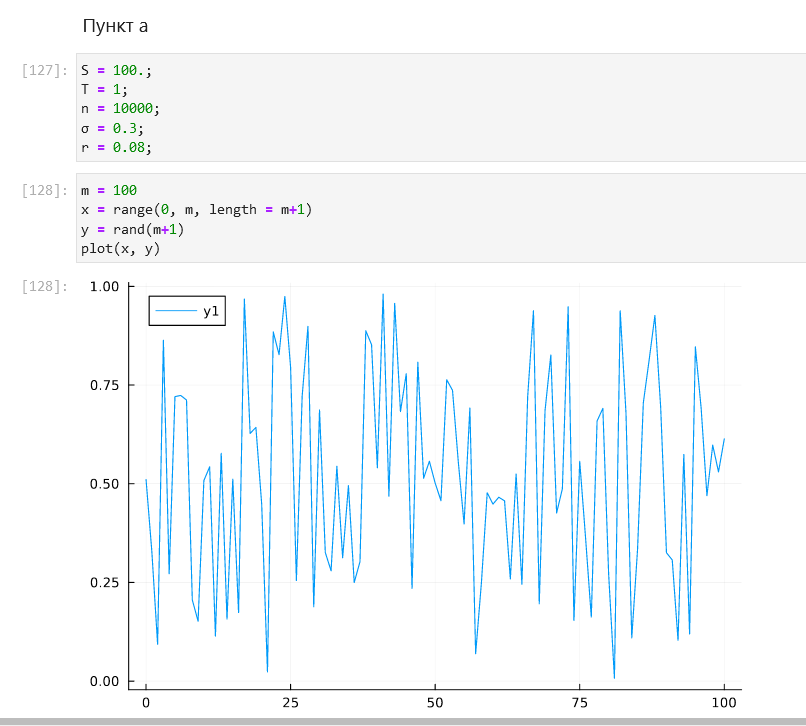 Пункт а
[127]:
S = 100.;
T = 1;
n = 10000;
σ = 0.3;
r = 0.08;
[128]:
m = 100
x = range(0, m, length = m+1)
y = rand(m+1)
plot(x, y)
[128]:
1.00
y1
0.75
0.50
0.25
0.00
0 25 50 75 100